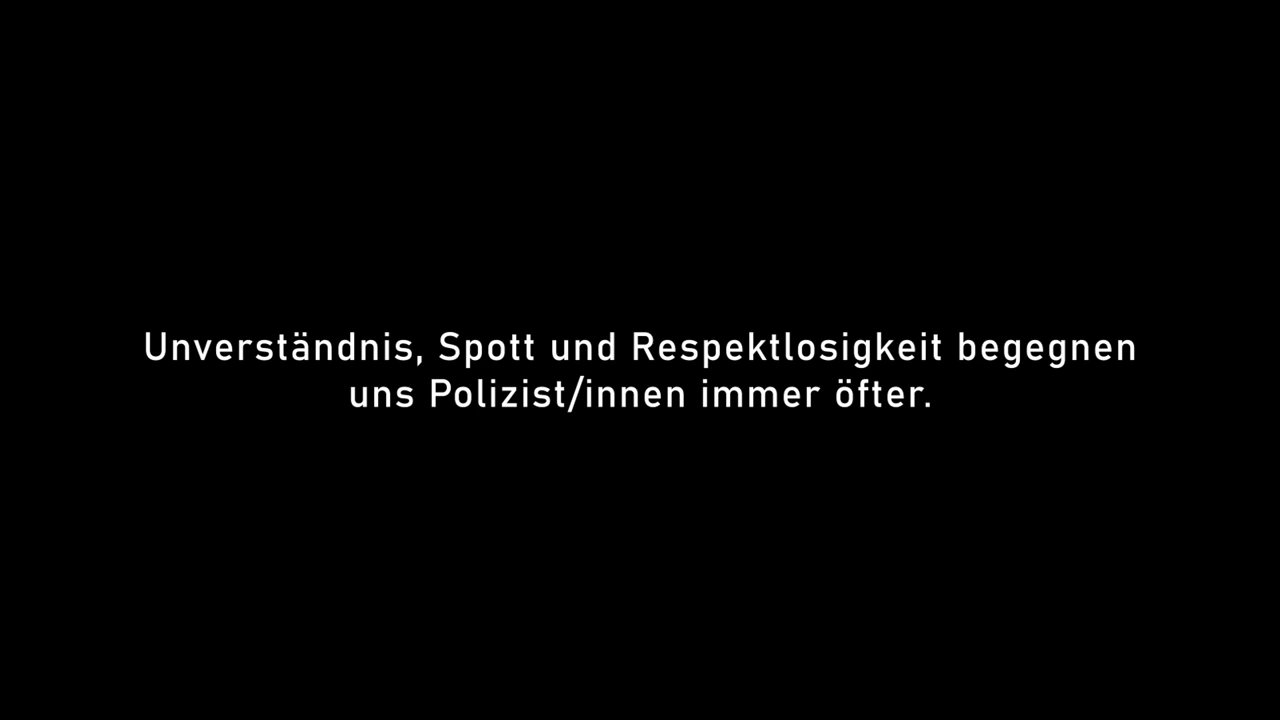 Unverständnis, Spott und Respektlosigkeit begegnen
uns Polizist/innen immer öfter.